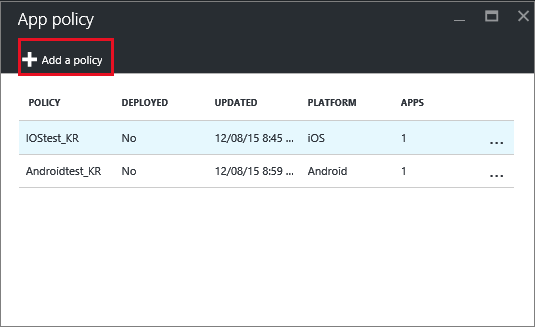 App policy
Add a policy
POLICY DEPLOYED UPDATED PLATFORM APPS
IOStest_KR No 12/08/15 8:45 ... iOS 1 ...
Androidtest_KR No 12/08/15 8:59 ... Android 1 ...